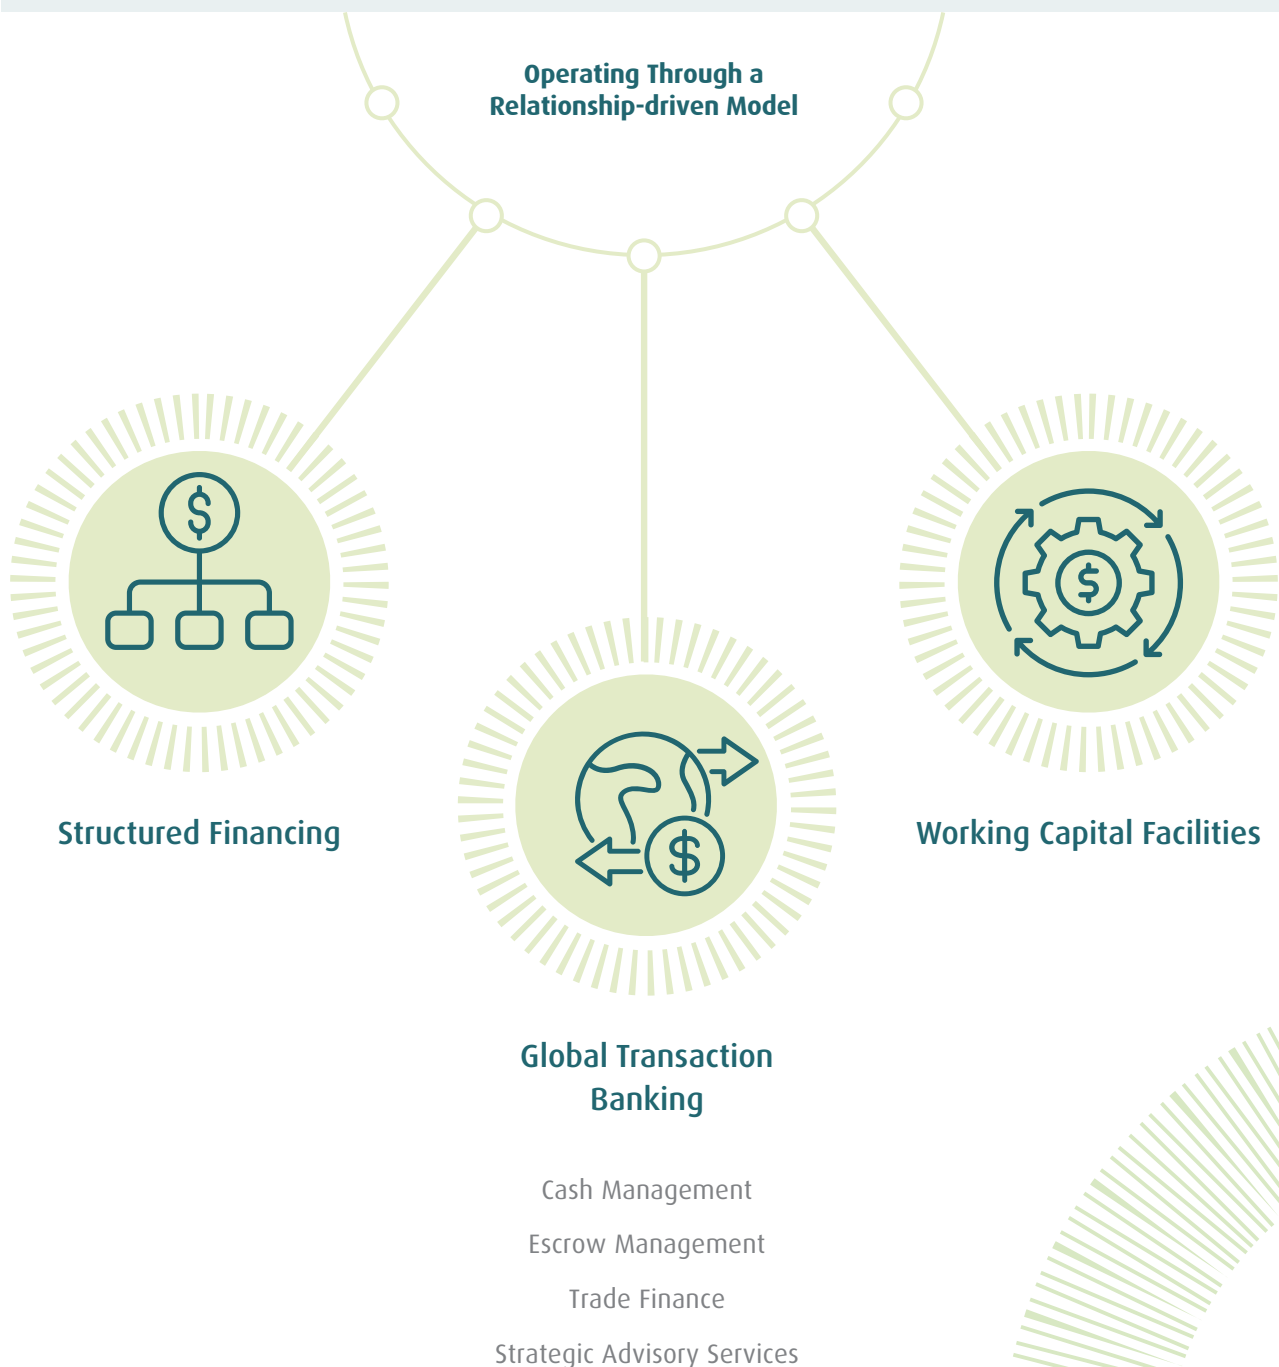 Operating Through a
Relationship-driven Model
Structured Financing
Working Capital Facilities
Global Transaction
Banking
Cash Management
Escrow Management
Trade Finance
Strategic Advisory Services